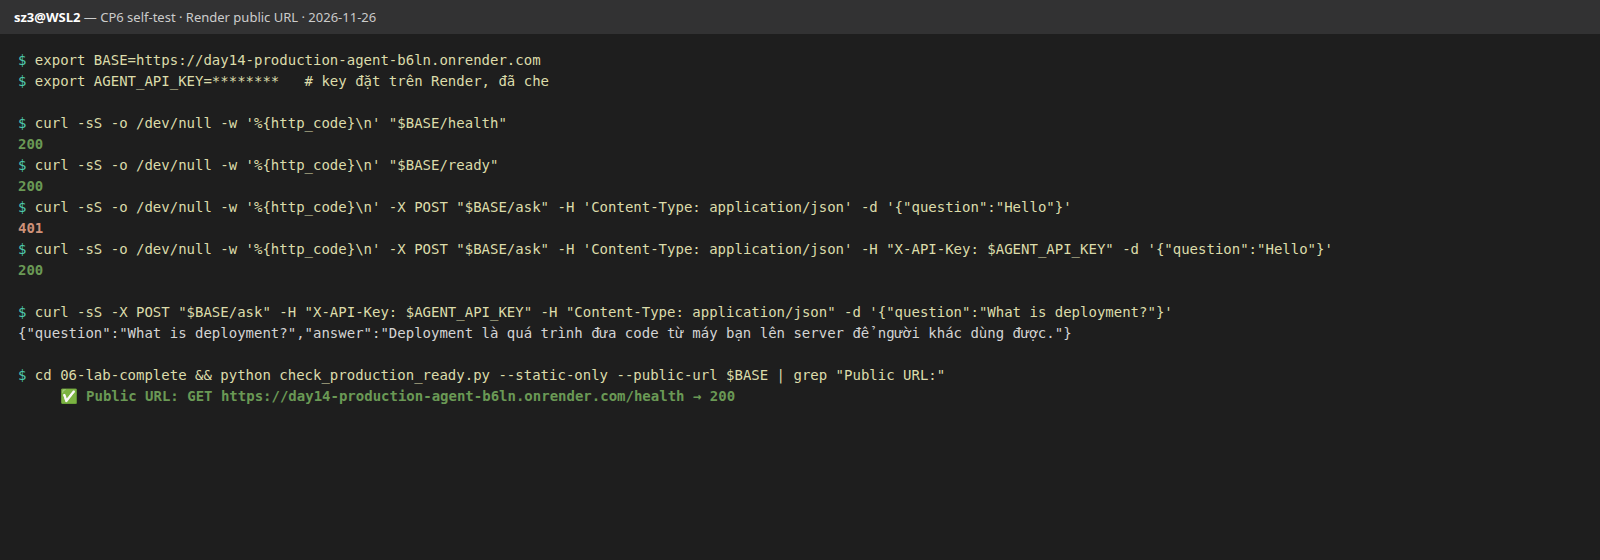 sz3@WSL2 — CP6 self-test · Render public URL · 2026-11-26
$ export BASE=https://day14-production-agent-b6ln.onrender.com
$ export AGENT_API_KEY=******** # key đặt trên Render, đã che
$ curl -sS -o /dev/null -w '%{http_code}\n' "$BASE/health"
200
$ curl -sS -o /dev/null -w '%{http_code}\n' "$BASE/ready"
200
$ curl -sS -o /dev/null -w '%{http_code}\n' -X POST "$BASE/ask" -H 'Content-Type: application/json' -d '{"question":"Hello"}'
401
$ curl -sS -o /dev/null -w '%{http_code}\n' -X POST "$BASE/ask" -H 'Content-Type: application/json' -H "X-API-Key: $AGENT_API_KEY" -d '{"question":"Hello"}'
200
$ curl -sS -X POST "$BASE/ask" -H "X-API-Key: $AGENT_API_KEY" -H "Content-Type: application/json" -d '{"question":"What is deployment?"}'
{"question":"What is deployment?","answer":"Deployment là quá trình đưa code từ máy bạn lên server để người khác dùng được."}
$ cd 06-lab-complete && python check_production_ready.py --static-only --public-url $BASE | grep "Public URL:"
✅ Public URL: GET https://day14-production-agent-b6ln.onrender.com/health → 200